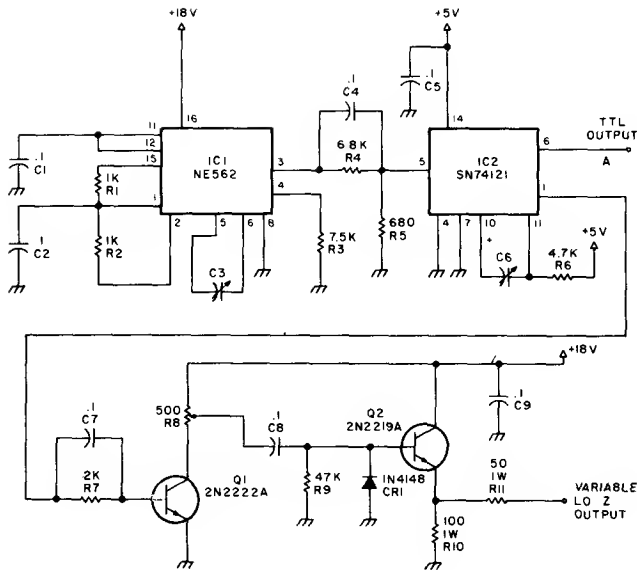 +18V
+5V
.1
C5
.1
C4
16
14
11
12
15
1
IC1
NE562
3
4
6.8K
R4
5
IC2
SN74121
6
1
TTL
OUTPUT
A
.1
C1
1K
R1
.1
C2
1K
R2
2
5
6
8
C3
7.5K
R3
680
R5
4
7
10
11
+
C6
4.7K
R6
+5V
+18V
.1
C7
2K
R7
500
R8
Q1
2N2222A
.1
C8
47K
R9
1N4148
CR1
Q2
2N2219A
.1
C9
50
1W
R11
100
1W
R10
VARIABLE
LO Z
OUTPUT